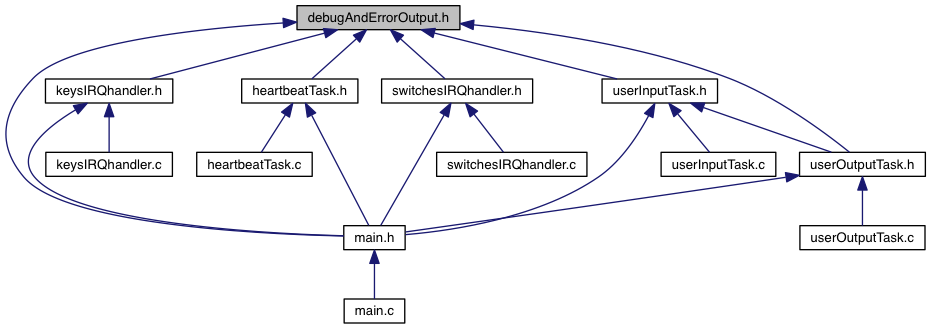 debugAndErrorOutput.h
keysIRQhandler.h
heartbeatTask.h
switchesIRQhandler.h
userInputTask.h
keysIRQhandler.c
heartbeatTask.c
switchesIRQhandler.c
userInputTask.c
userOutputTask.h
main.h
userOutputTask.c
main.c